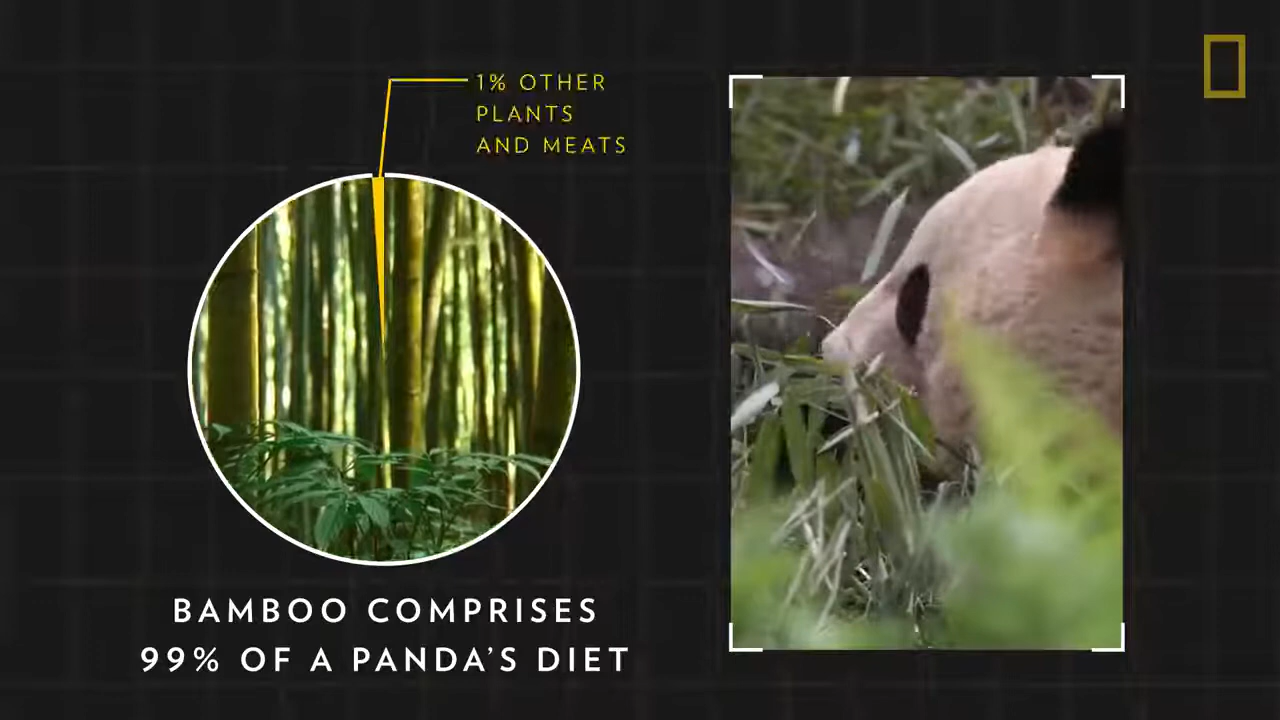 1% OTHER
PLANTS
AND MEATS
BAMBOO COMPRISES
99% OF A PANDA'S DIET